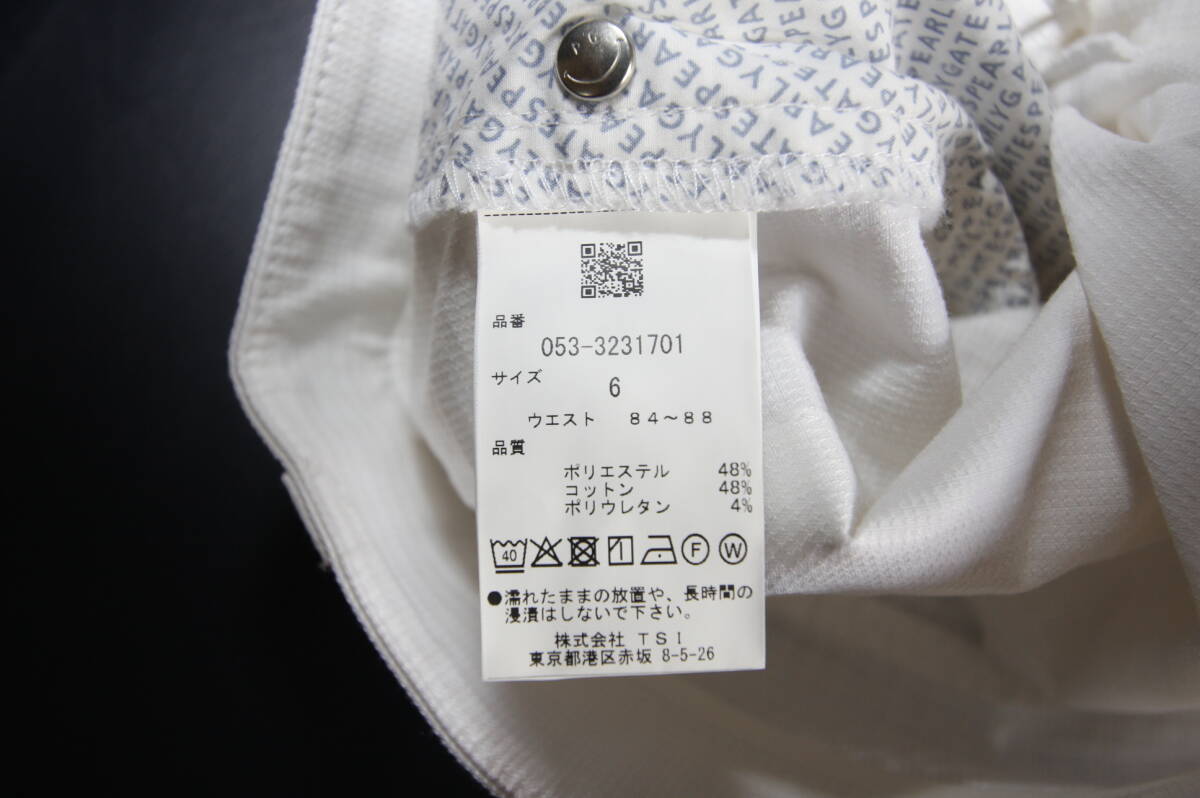 PEARLYGATES
品番
053-3231701
サイズ
6
ウエスト 84～88
品質
ポリエステル 48%
コットン 48%
ポリウレタン 4%
40 F W
●濡れたままの放置や、長時間の
浸漬はしないで下さい。
株式会社 TSI
東京都港区赤坂 8-5-26